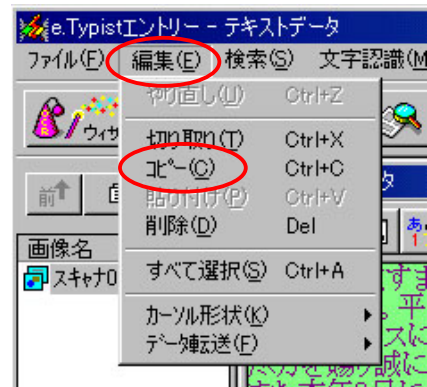 e.Typistエントリー - テキストデータ
ファイル(F) 編集(E) 検索(S) 文字認識(M
やり直し(U) Ctrl+Z
ウィサ
切り取り(T) Ctrl+X
コピー(C) Ctrl+C
前
貼り付け(P) Ctrl+V
タ
削除(D) Del
画像名
すべて選択(S) Ctrl+A
スキャナ0
カーソル形状(K)
データ転送(F)